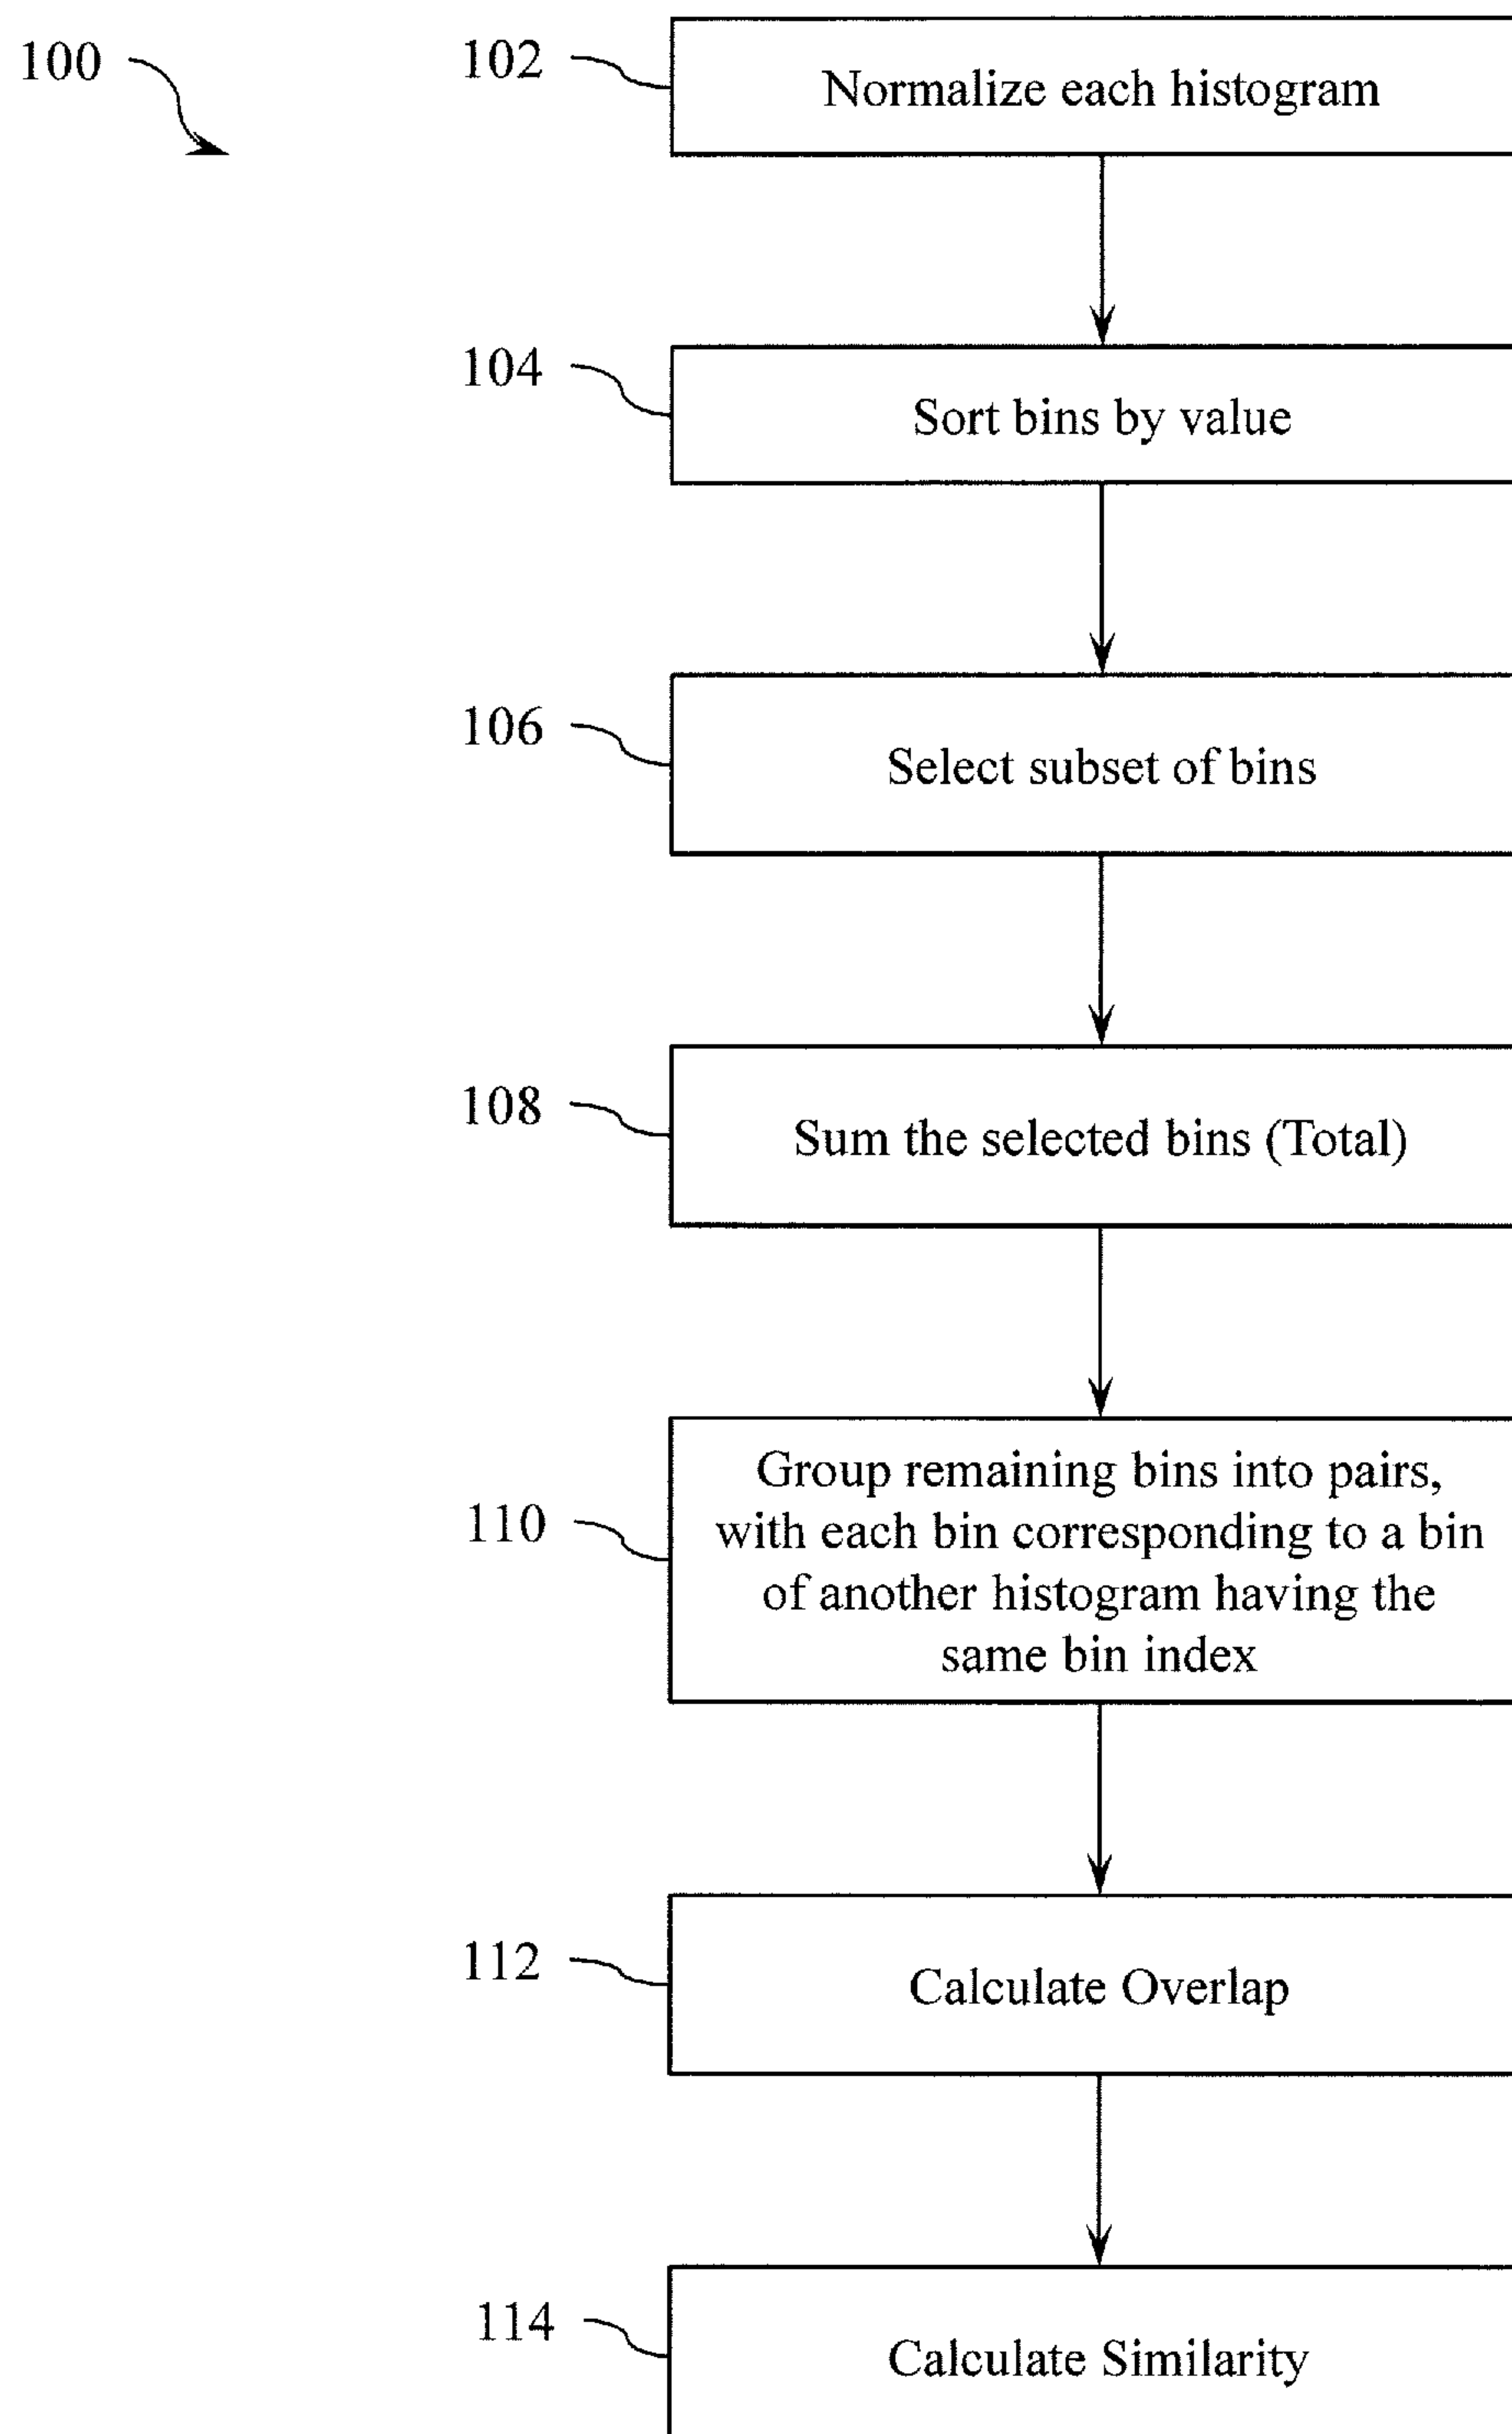 100
102
Normalize each histogram
104
Sort bins by value
106
Select subset of bins
108
Sum the selected bins (Total)
110
Group remaining bins into pairs,
with each bin corresponding to a bin
of another histogram having the
same bin index
112
Calculate Overlap
114
Calculate Similarity